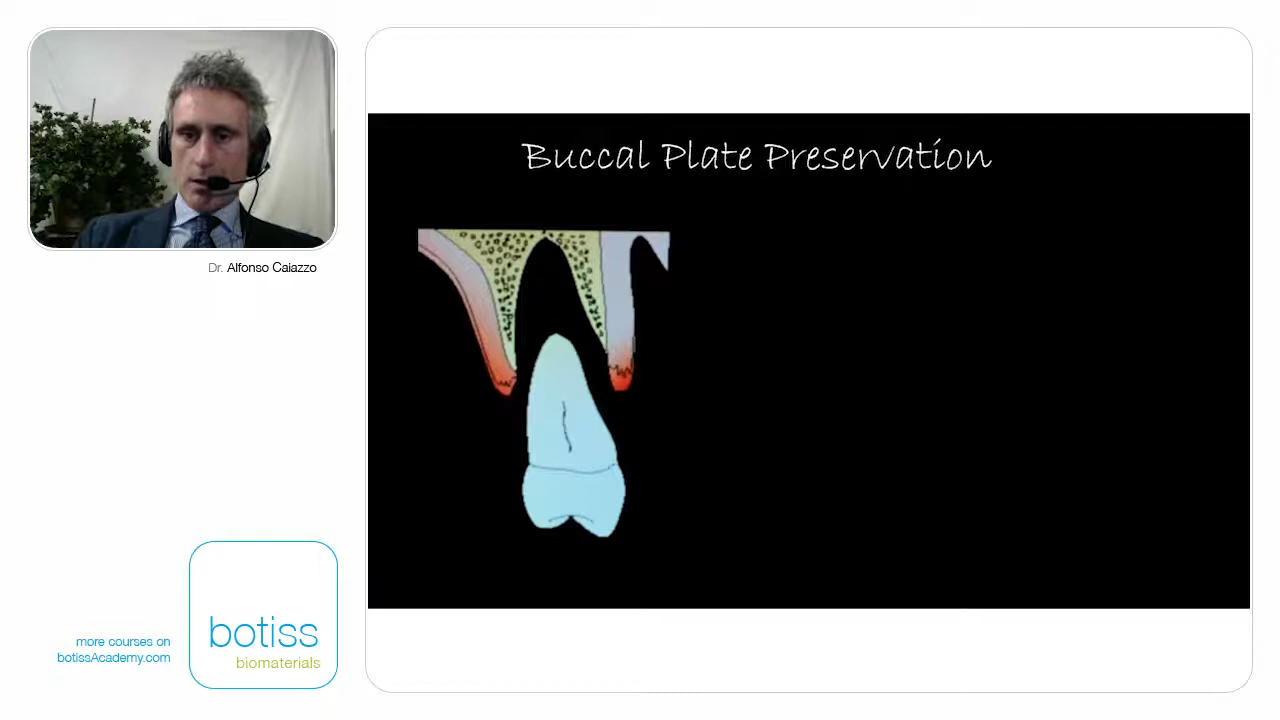 Buccal Plate Preservation
Dr. Alfonso Caiazzo
more courses on
botissAcademy.com
botiss
biomaterials